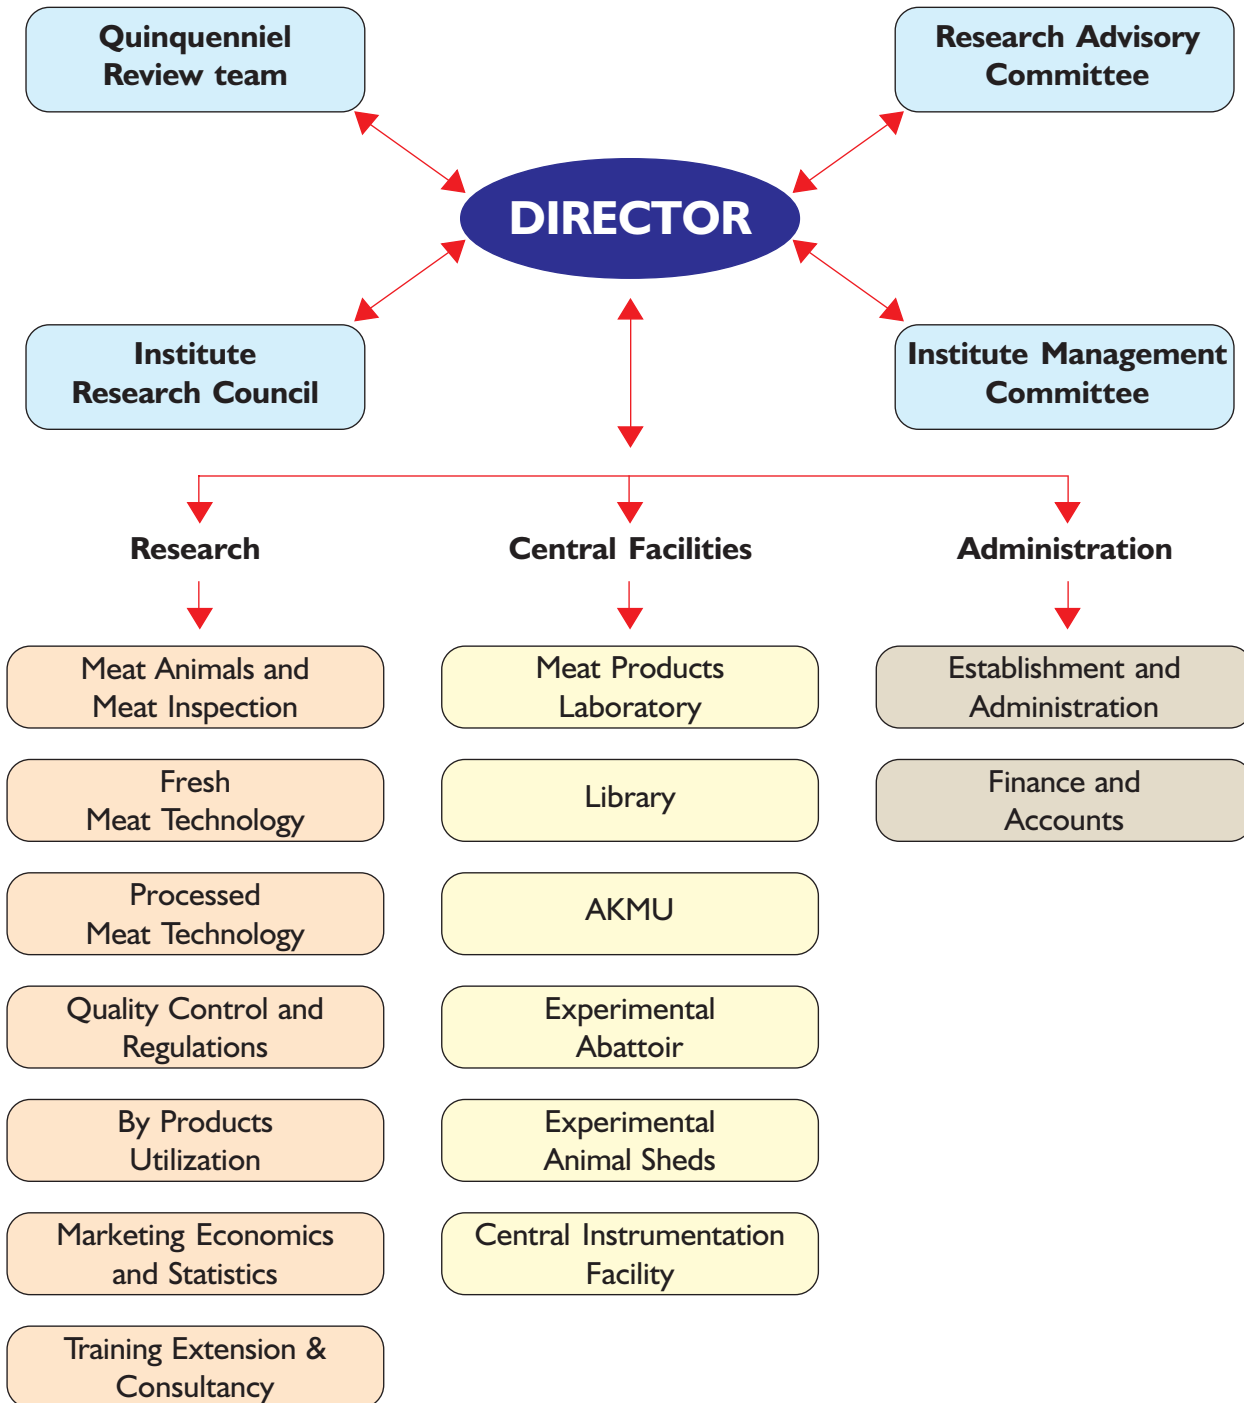 Quinquenniel
Review team
Research Advisory
Committee
DIRECTOR
Institute
Research Council
Institute Management
Committee
Research
Central Facilities
Administration
Meat Animals and
Meat Inspection
Fresh
Meat Technology
Processed
Meat Technology
Quality Control and
Regulations
By Products
Utilization
Marketing Economics
and Statistics
Training Extension &
Consultancy
Meat Products
Laboratory
Library
AKMU
Experimental
Abattoir
Experimental
Animal Sheds
Central Instrumentation
Facility
Establishment and
Administration
Finance and
Accounts